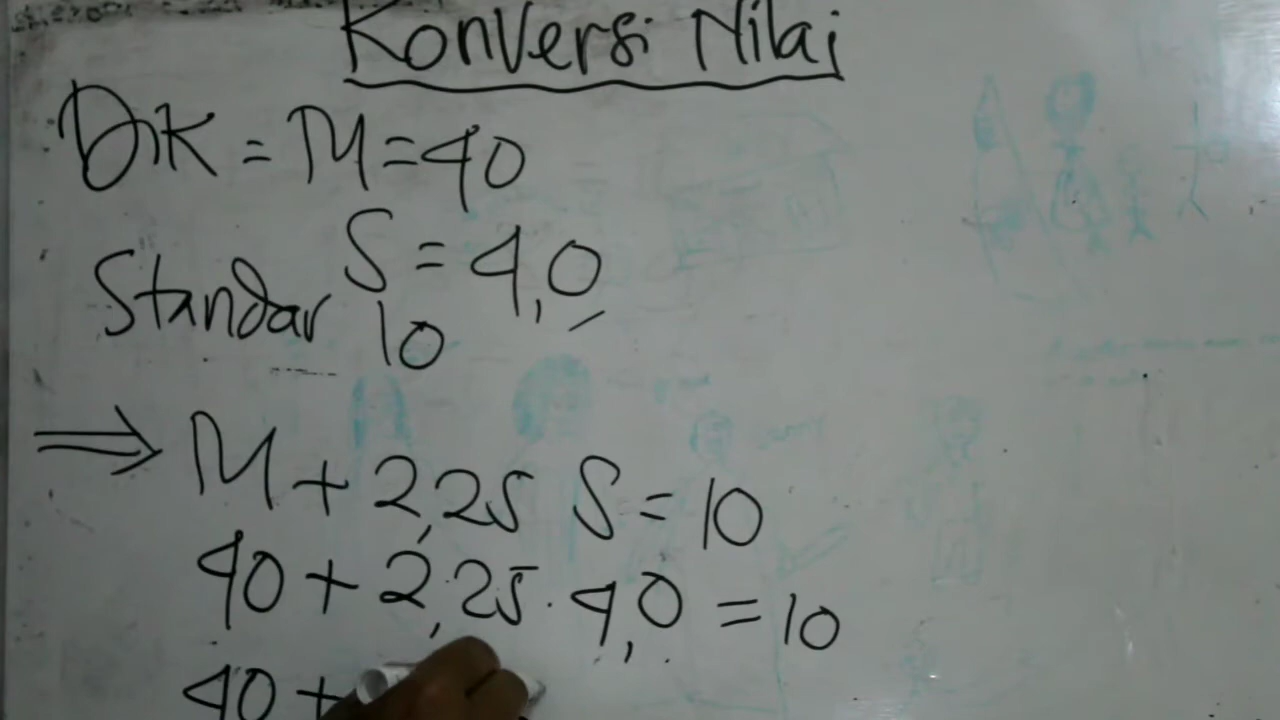 Konversi Nilai
Dik = M = 40
S = 4,0
Standar 10
⇒ M + 2,25 S = 10
40 + 2,25 . 4,0 = 10
40 +